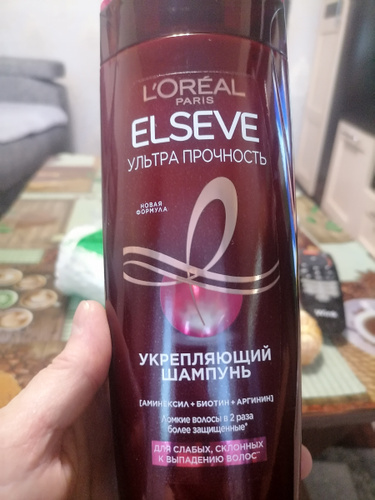 L'ORÉAL
PARIS
ELSEVE
УЛЬТРА ПРОЧНОСТЬ
НОВАЯ
ФОРМУЛА
УКРЕПЛЯЮЩИЙ
ШАМПУНЬ
[АМИНЕКСИЛ + БИОТИН + АРГИНИН]
Ломкие волосы в 2 раза
более защищенные*
ДЛЯ СЛАБЫХ, СКЛОННЫХ
К ВЫПАДЕНИЮ ВОЛОС**